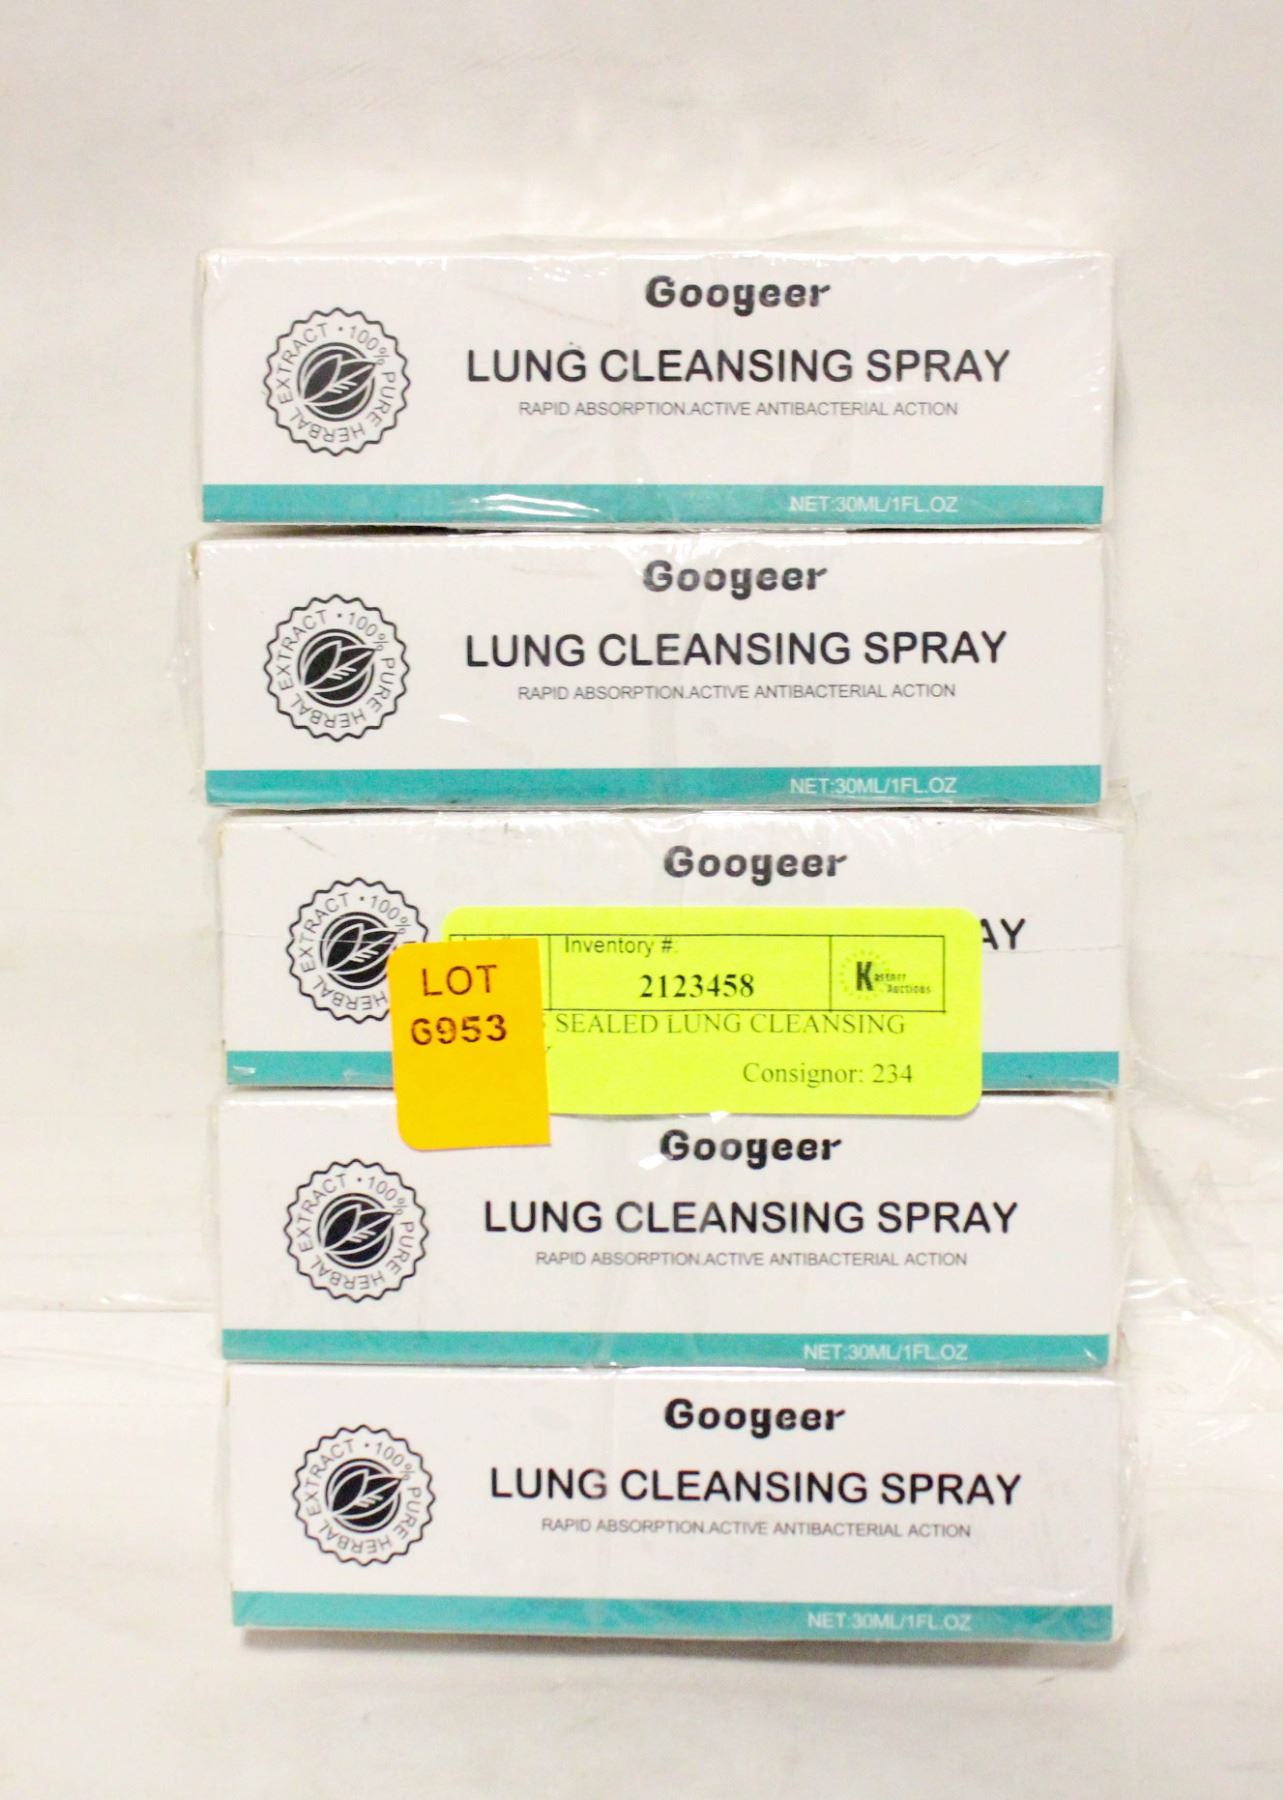 Googeer
LUNG CLEANSING SPRAY
RAPID ABSORPTION.ACTIVE ANTIBACTERIAL ACTION
EXTRACT • 100% PURE HERBAL
NET:30ML/1FL.OZ
Googeer
LUNG CLEANSING SPRAY
RAPID ABSORPTION.ACTIVE ANTIBACTERIAL ACTION
EXTRACT • 100% PURE HERBAL
NET:30ML/1FL.OZ
Googeer
AY
EXTRACT • 100%
HERBAL
LOT
G953
Inventory #:
2123458
Kastner
Auctions
SEALED LUNG CLEANSING
Consignor: 234
Googeer
LUNG CLEANSING SPRAY
RAPID ABSORPTION.ACTIVE ANTIBACTERIAL ACTION
EXTRACT • 100% PURE HERBAL
NET:30ML/1FL.OZ
Googeer
LUNG CLEANSING SPRAY
RAPID ABSORPTION.ACTIVE ANTIBACTERIAL ACTION
EXTRACT • 100% PURE HERBAL
NET:30ML/1FL.OZ